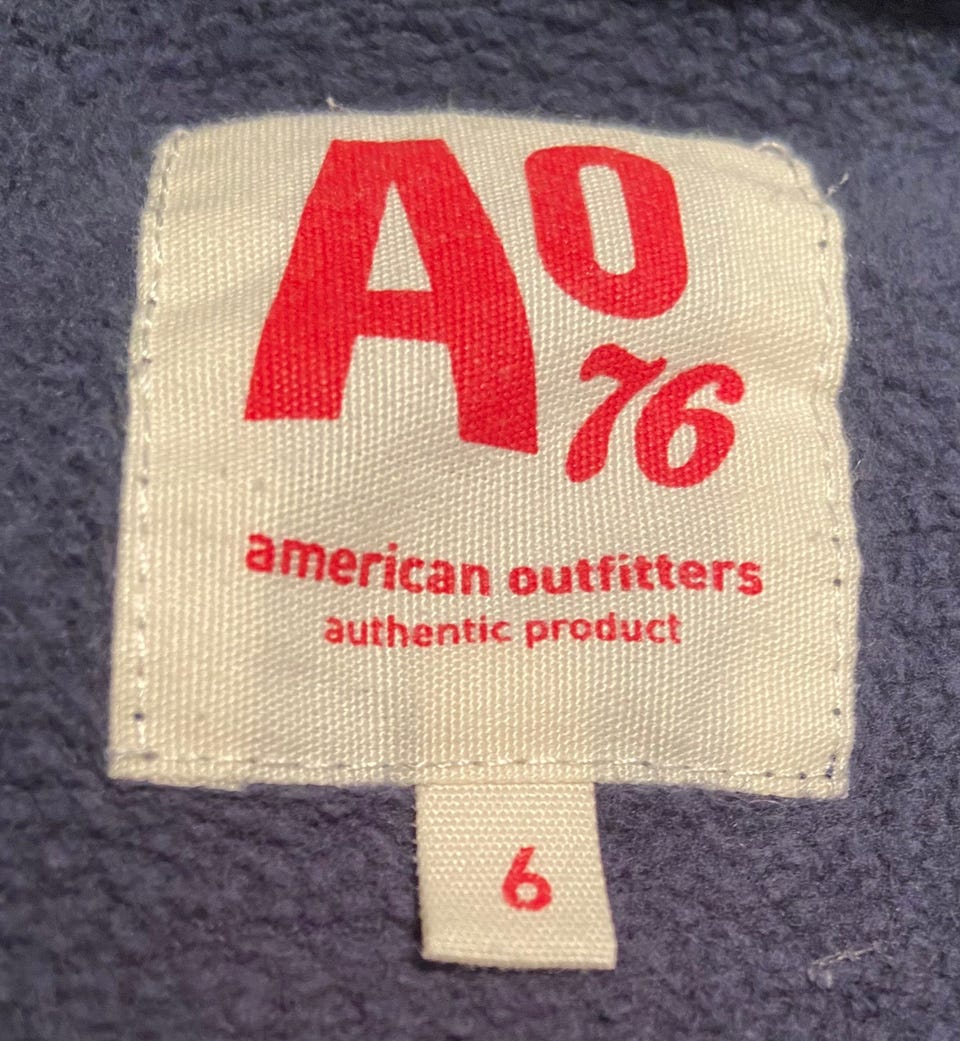 AO
76
american outfitters
authentic product
6